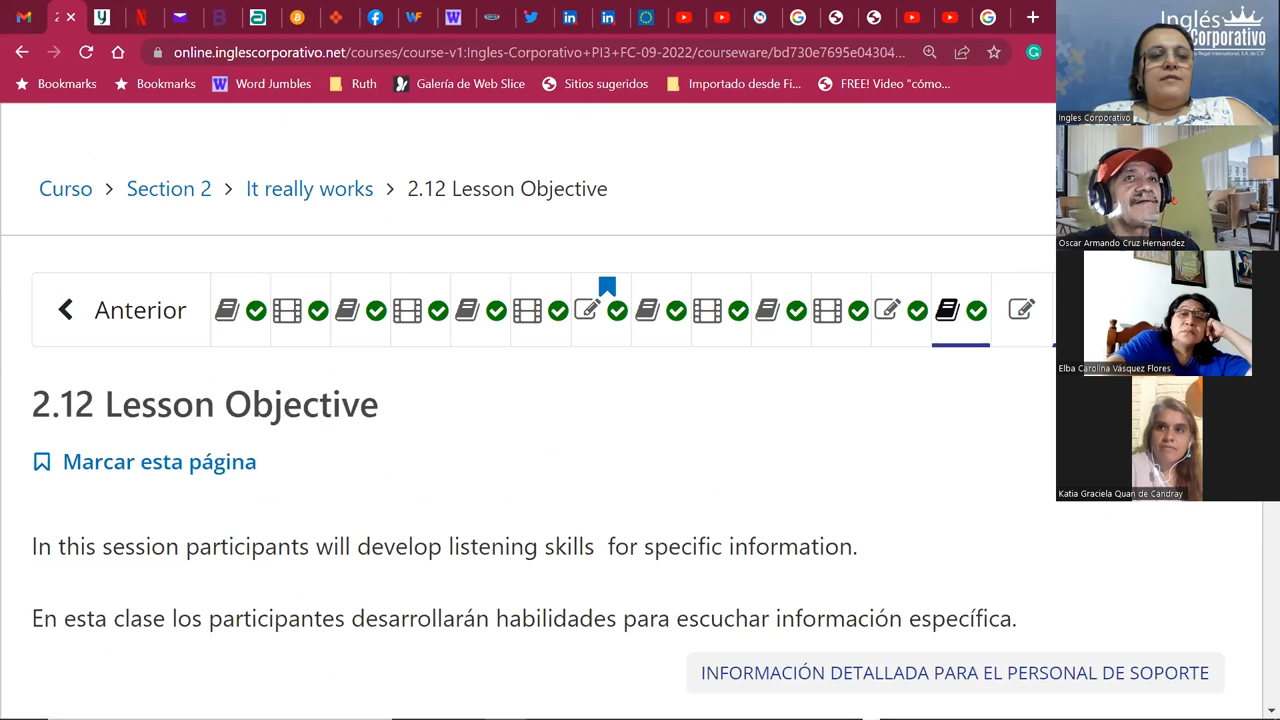 2
online.inglescorporativo.net/courses/course-v1:Ingles-Corporativo+PI3+FC-09-2022/courseware/bd730e7695e04304...
Bookmarks Bookmarks Word Jumbles Ruth Galería de Web Slice Sitios sugeridos Importado desde Fi... FREE! Video "cómo...
Inglés
Corporativo
Ingles Corporativo
Oscar Armando Cruz Hernandez
Elba Carolina Vásquez Flores
Katia Graciela Quan de Candray
Curso > Section 2 > It really works > 2.12 Lesson Objective
Anterior
2.12 Lesson Objective
Marcar esta página
In this session participants will develop listening skills for specific information.
En esta clase los participantes desarrollarán habilidades para escuchar información específica.
INFORMACIÓN DETALLADA PARA EL PERSONAL DE SOPORTE